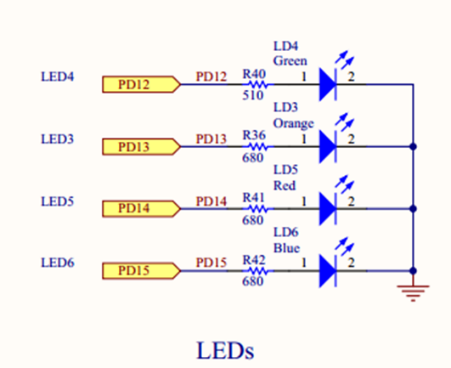 LD4
Green
LED4 PD12 PD12 R40 1 2
510
LD3
Orange
LED3 PD13 PD13 R36 1 2
680
LD5
Red
LED5 PD14 PD14 R41 1 2
680
LD6
Blue
LED6 PD15 PD15 R42 1 2
680
LEDs